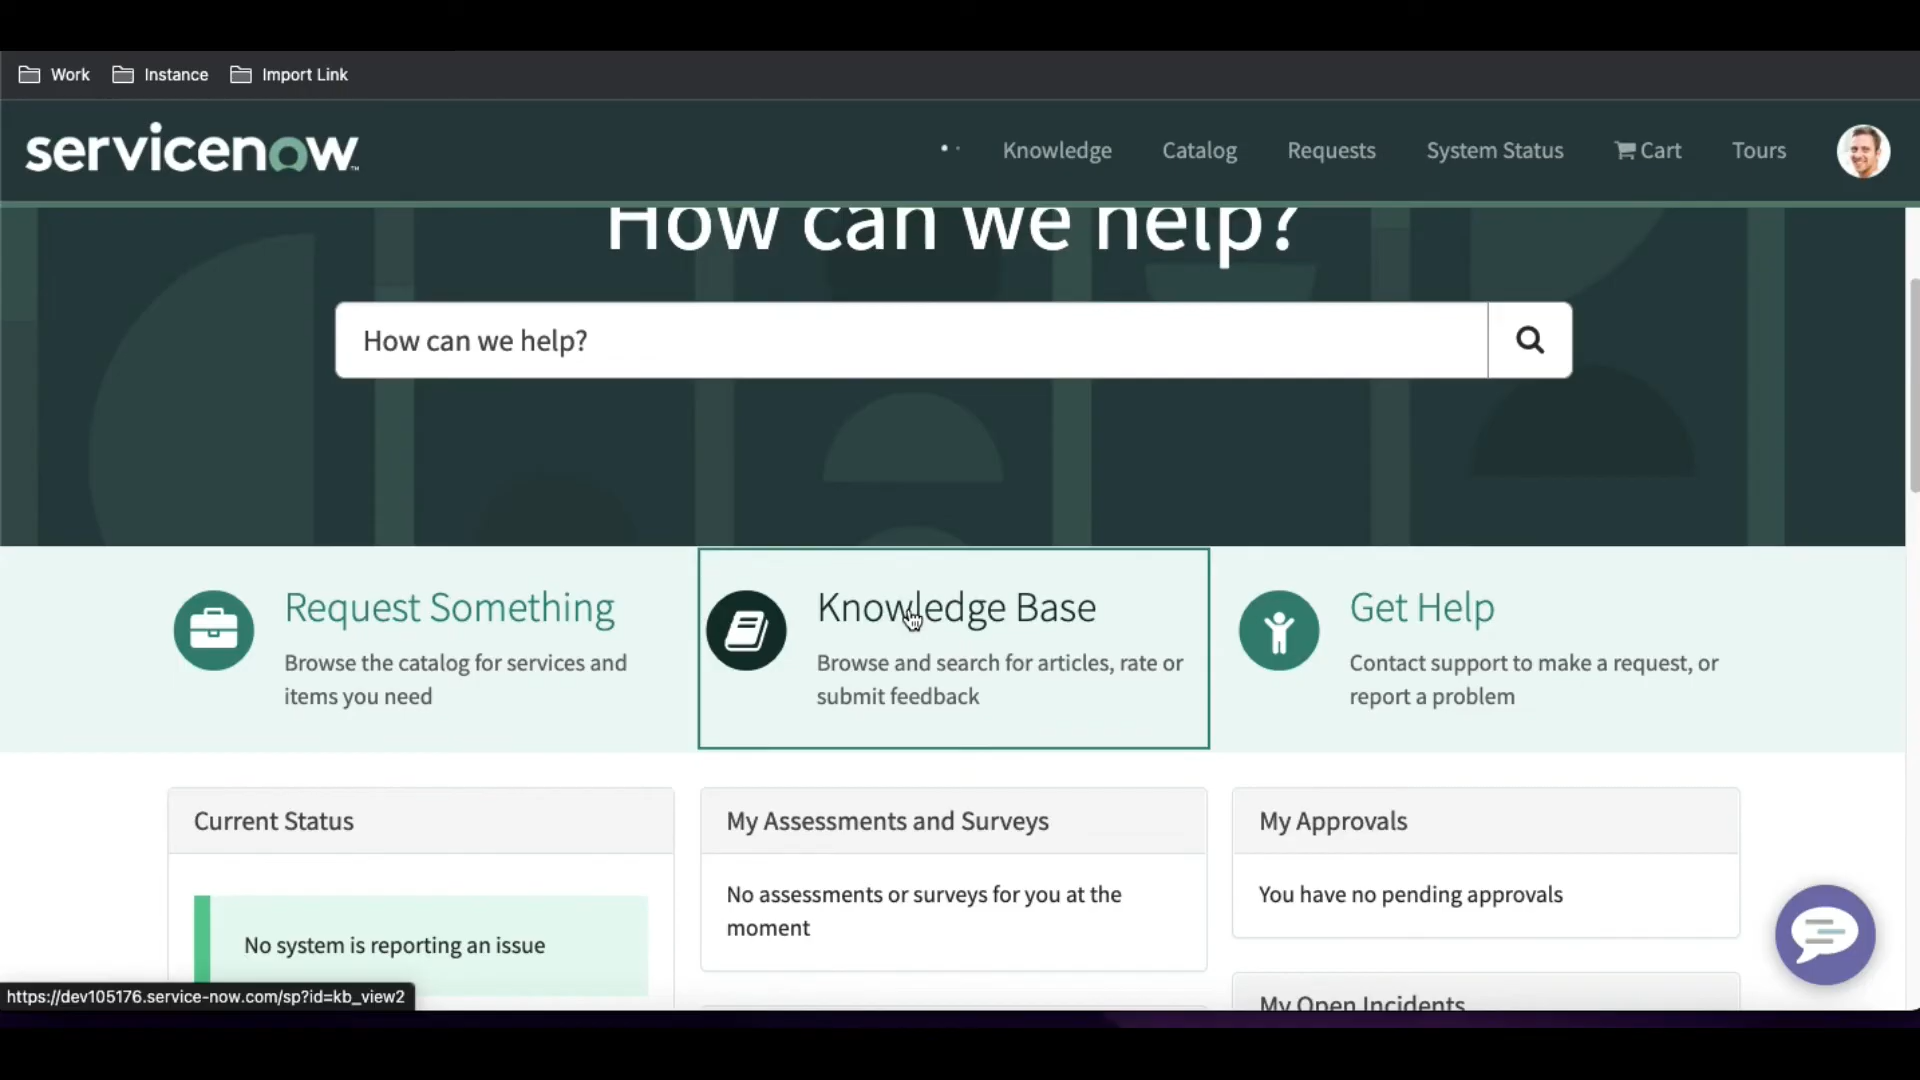 Work Instance Import Link
servicenow Knowledge Catalog Requests System Status Cart Tours
How can we help?
How can we help?
Request Something
Browse the catalog for services and
items you need
Knowledge Base
Browse and search for articles, rate or
submit feedback
Get Help
Contact support to make a request, or
report a problem
Current Status
No system is reporting an issue
My Assessments and Surveys
No assessments or surveys for you at the
moment
My Approvals
You have no pending approvals
My Open Incidents
https://dev105176.service-now.com/sp?id=kb_view2